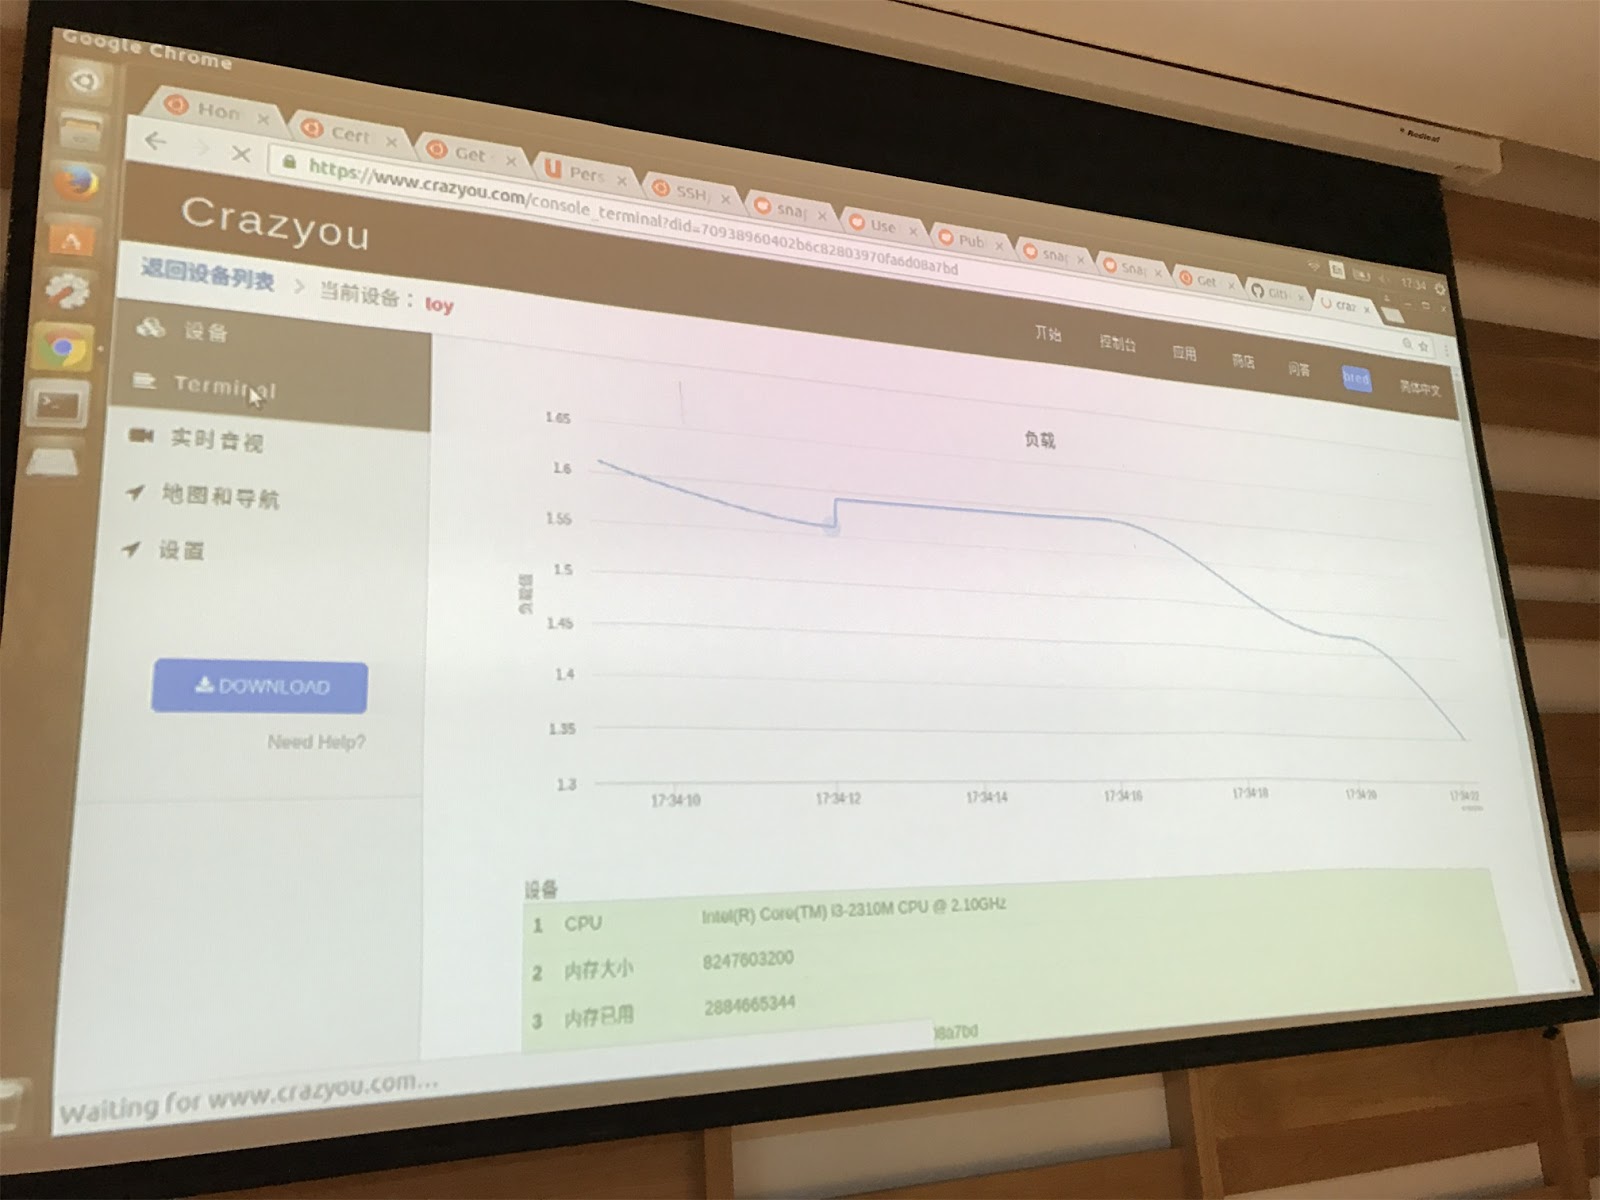 Google Chrome
Hom
Cert
Get
Pers
SSH/
snap
Use
Pub
snap
Snap
Get
GitH
craz
17:34
https://www.crazyou.com/console_terminal?did=70938960402b6c82803970fa6d08a7bd
Crazyou
开始
控制台
应用
商店
问答
bred
简体中文
返回设备列表 > 当前设备： loy
设备
Terminal
实时音视
地图和导航
设置
DOWNLOAD
Need Help?
负载
1.65
1.6
1.55
1.5
1.45
1.4
1.35
1.3
负载值
17:34:10
17:34:12
17:34:14
17:34:16
17:34:18
17:34:20
17:34:22
设备
1 CPU Intel(R) Core(TM) i3-2310M CPU @ 2.10GHz
2 内存大小 8247603200
3 内存已用 2884665344
08a7bd
Waiting for www.crazyou.com...
Redleaf